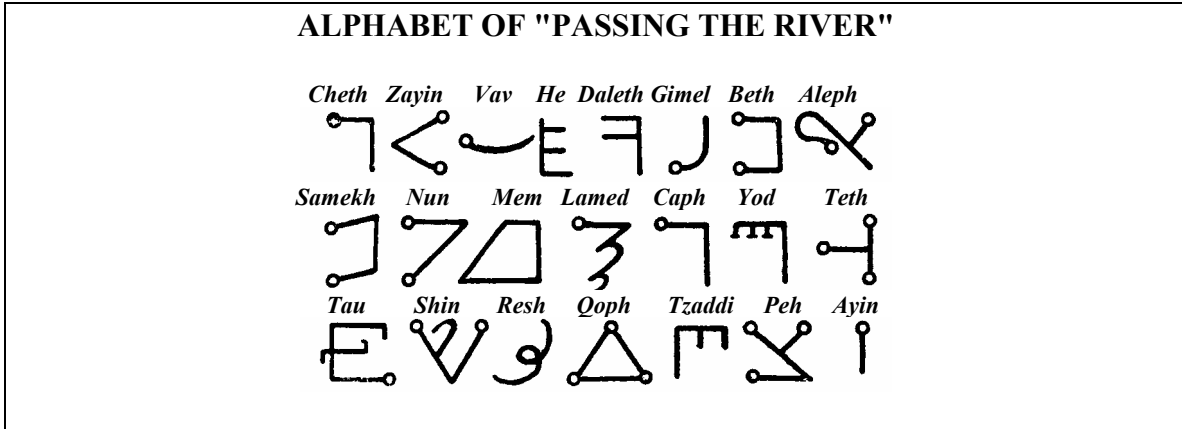 ALPHABET OF "PASSING THE RIVER"
Cheth Zayin Vav He Daleth Gimel Beth Aleph
Samekh Nun Mem Lamed Caph Yod Teth
Tau Shin Resh Qoph Tzaddi Peh Ayin